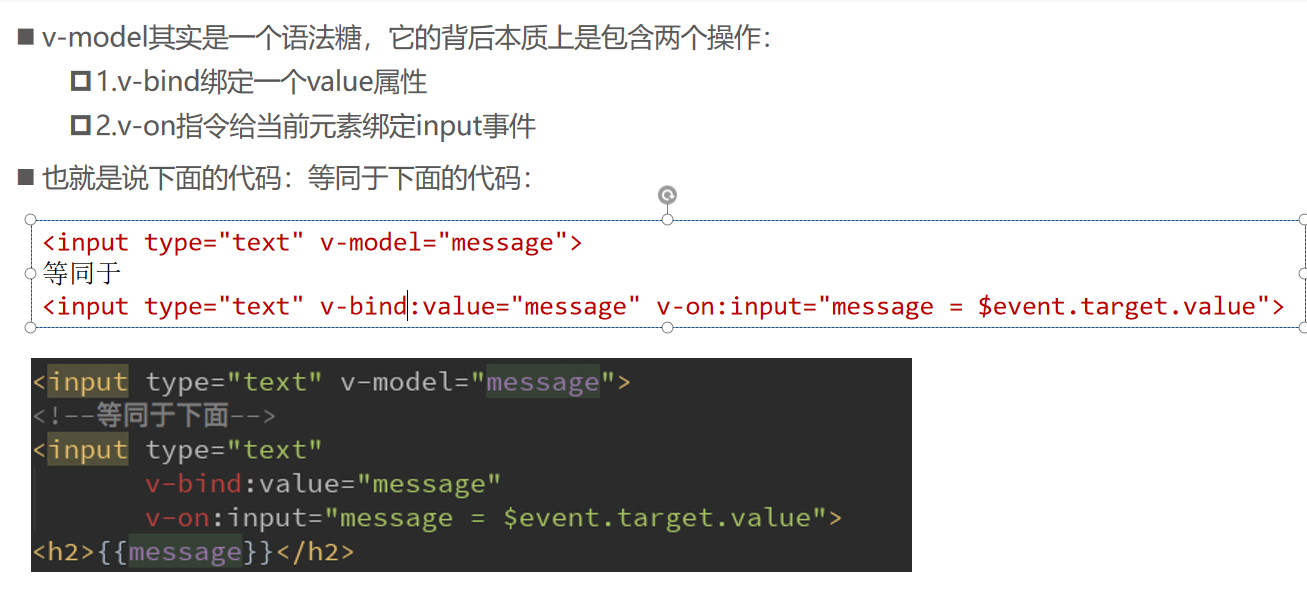 v-model其实是一个语法糖，它的背后本质上是包含两个操作：
1.v-bind绑定一个value属性
2.v-on指令给当前元素绑定input事件
也就是说下面的代码：等同于下面的代码：
<input type="text" v-model="message">
等同于
<input type="text" v-bind:value="message" v-on:input="message = $event.target.value">
<input type="text" v-model="message">
<!--等同于下面-->
<input type="text"
v-bind:value="message"
v-on:input="message = $event.target.value">
<h2>{{message}}</h2>